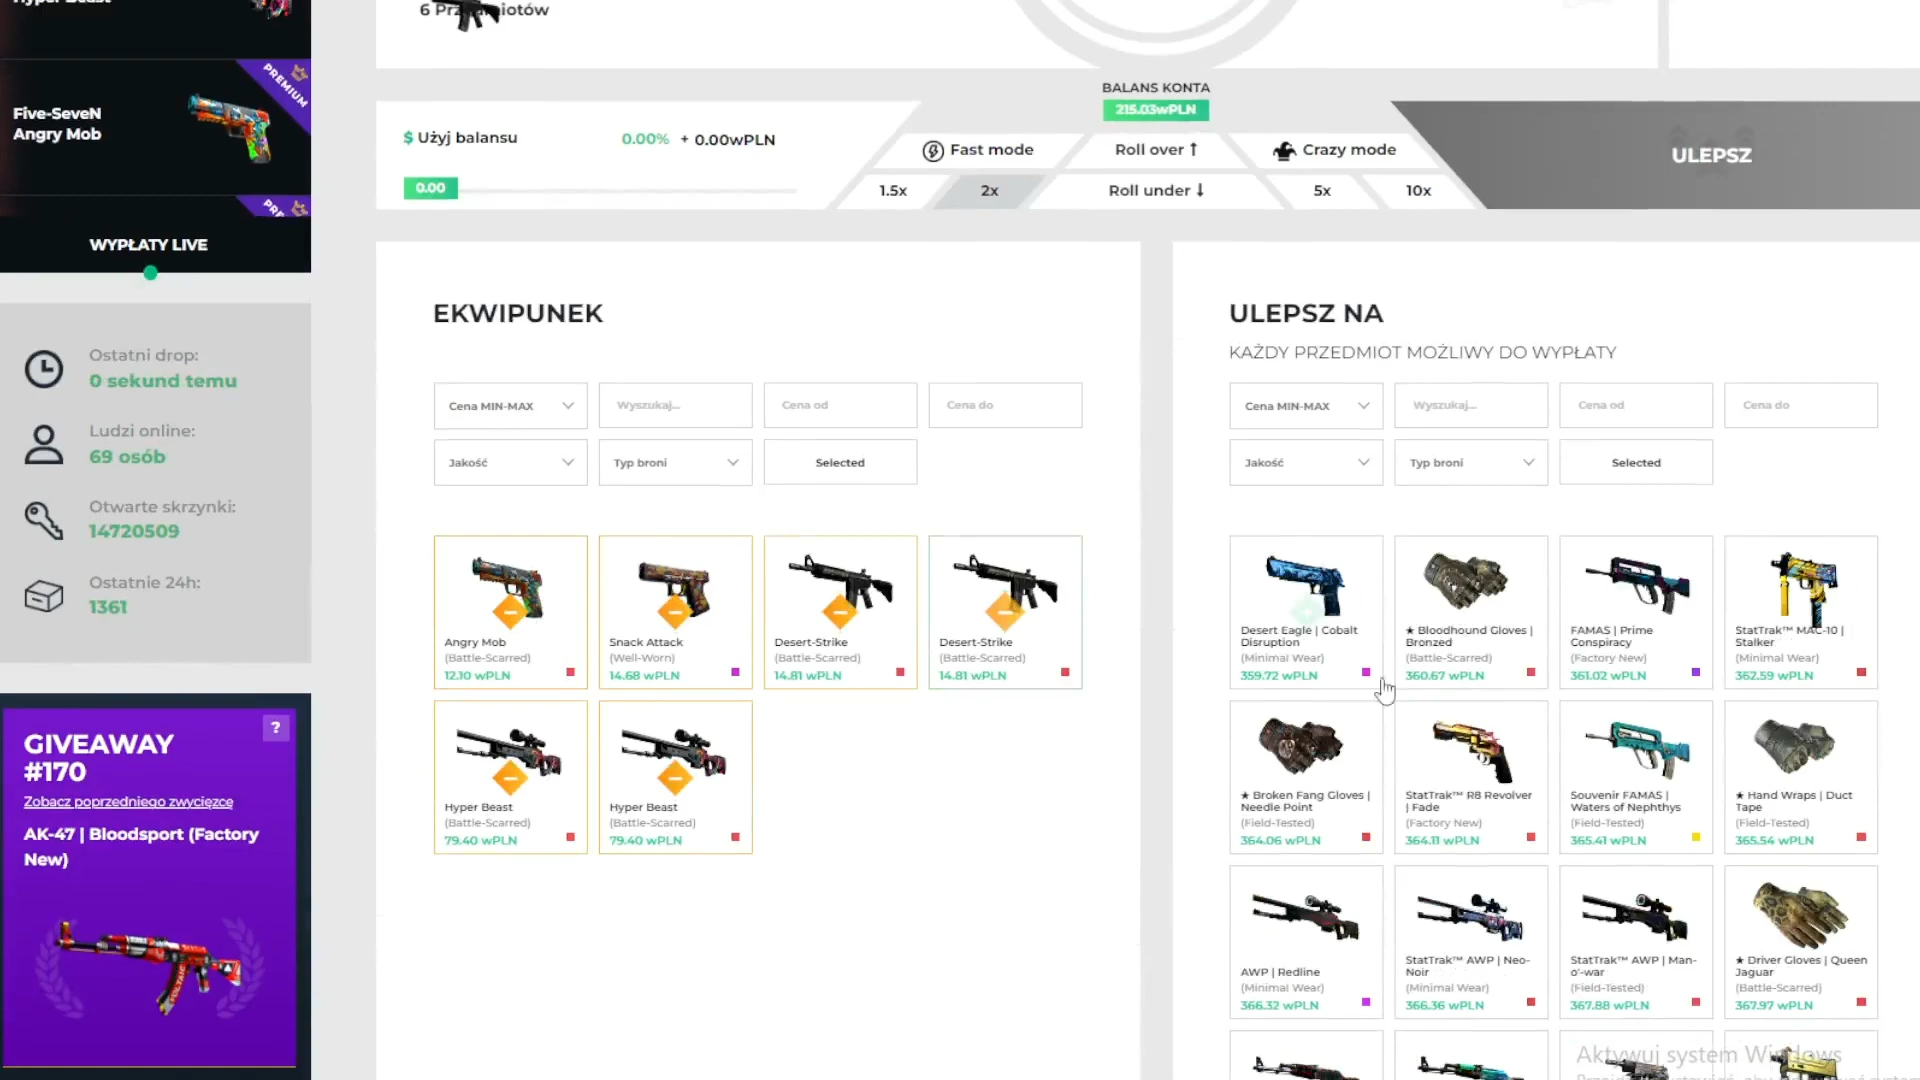 Hyper Beast
PREMIUM
Five-SeveN
Angry Mob
WYPŁATY LIVE
Ostatni drop:
0 sekund temu
Ludzi online:
69 osób
Otwarte skrzynki:
14720509
Ostatnie 24h:
1361
GIVEAWAY
#170
?
Zobacz poprzedniego zwycięzcę
AK-47 | Bloodsport (Factory
New)
$ Użyj balansu
0.00% + 0.00wPLN
0.00
BALANS KONTA
215.03wPLN
Fast mode
Roll over ↑
Crazy mode
1.5x
2x
Roll under ↓
5x
10x
ULEPSZ
EKWIPUNEK
Cena MIN-MAX
Wyszukaj...
Cena od
Cena do
Jakość
Typ broni
Selected
Angry Mob
(Battle-Scarred)
12.10 wPLN
Snack Attack
(Well-Worn)
14.68 wPLN
Desert-Strike
(Battle-Scarred)
14.81 wPLN
Desert-Strike
(Battle-Scarred)
14.81 wPLN
Hyper Beast
(Battle-Scarred)
79.40 wPLN
Hyper Beast
(Battle-Scarred)
79.40 wPLN
ULEPSZ NA
KAŻDY PRZEDMIOT MOŻLIWY DO WYPŁATY
Cena MIN-MAX
Wyszukaj...
Cena od
Cena do
Jakość
Typ broni
Selected
Desert Eagle | Cobalt
Disruption
(Minimal Wear)
359.72 wPLN
★ Bloodhound Gloves |
Bronzed
(Battle-Scarred)
360.67 wPLN
FAMAS | Prime
Conspiracy
(Factory New)
361.02 wPLN
StatTrak™ MAC-10 |
Stalker
(Minimal Wear)
362.59 wPLN
★ Broken Fang Gloves |
Needle Point
(Field-Tested)
364.06 wPLN
StatTrak™ R8 Revolver
| Fade
(Factory New)
364.11 wPLN
Souvenir FAMAS |
Waters of Nephthys
(Field-Tested)
365.41 wPLN
★ Hand Wraps | Duct
Tape
(Field-Tested)
365.54 wPLN
AWP | Redline
(Minimal Wear)
366.32 wPLN
StatTrak™ AWP | Neo-
Noir
(Minimal Wear)
366.36 wPLN
StatTrak™ AWP | Man-
o'-war
(Field-Tested)
367.88 wPLN
★ Driver Gloves | Queen
Jaguar
(Battle-Scarred)
367.97 wPLN
Aktywuj system Windows